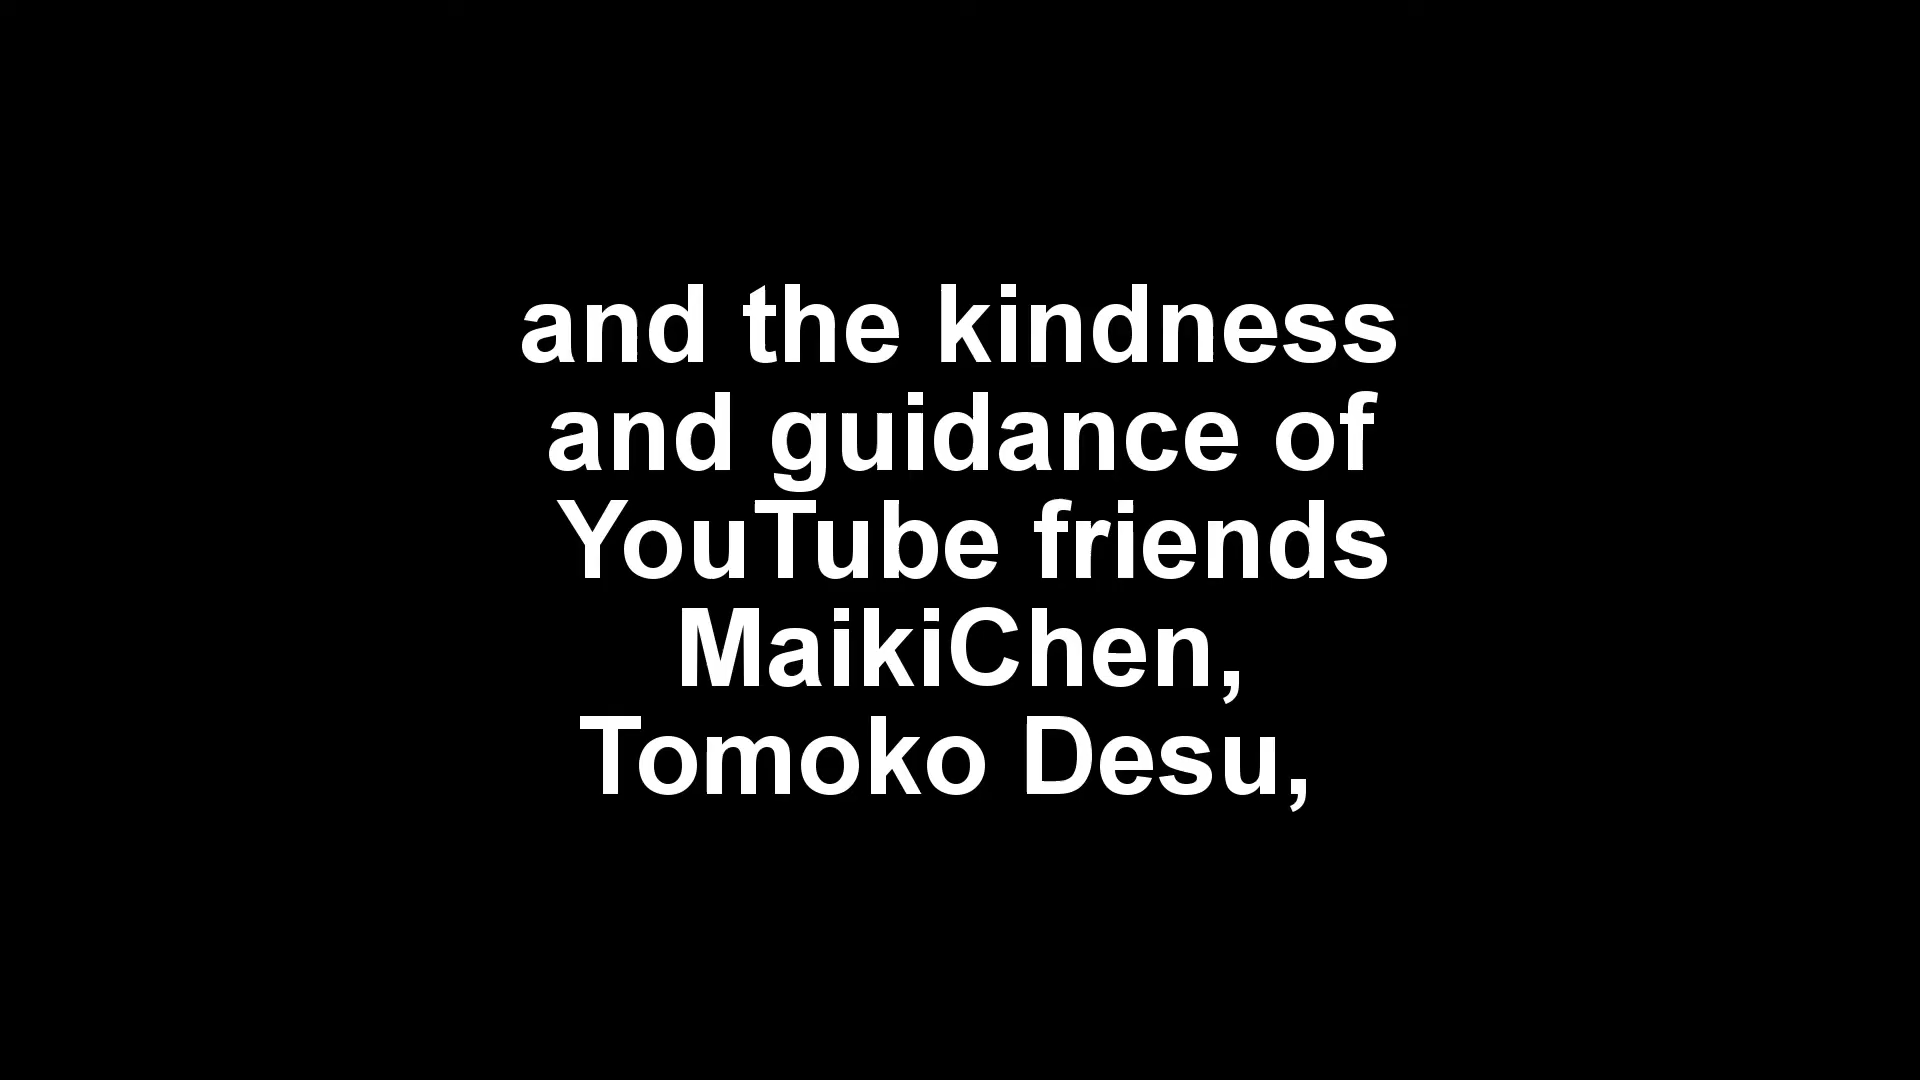 and the kindness
and guidance of
YouTube friends
MaikiChen,
Tomoko Desu,